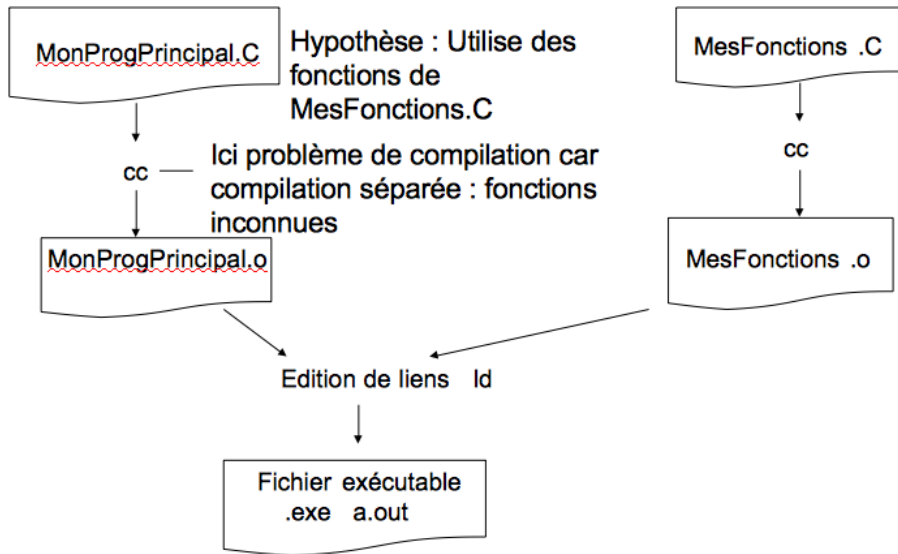 MonProgPrincipal.C
Hypothèse : Utilise des
fonctions de
MesFonctions.C
MesFonctions .C
cc
Ici problème de compilation car
compilation séparée : fonctions
inconnues
cc
MonProgPrincipal.o
MesFonctions .o
Edition de liens ld
Fichier exécutable
.exe a.out